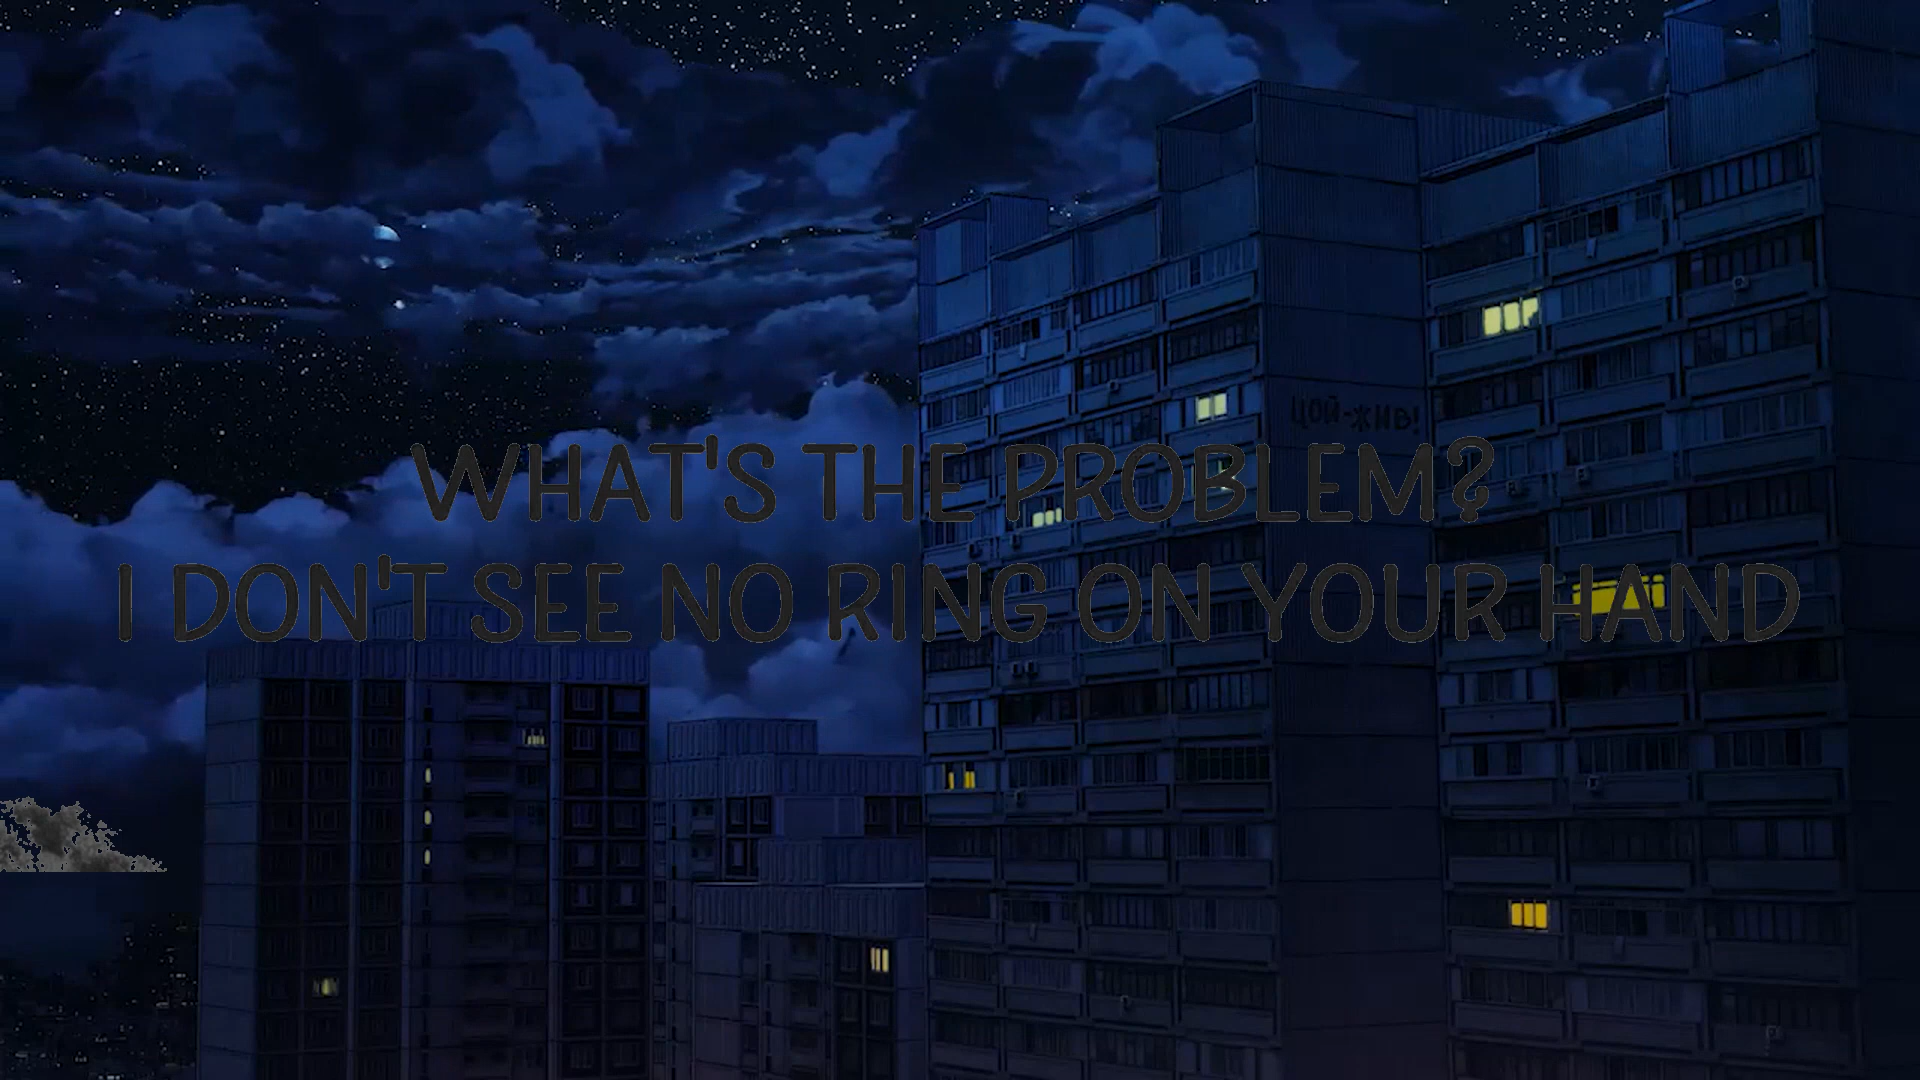 ЦОЙ-ЖИВ!
WHAT'S THE PROBLEM?
I DON'T SEE NO RING ON YOUR HAND